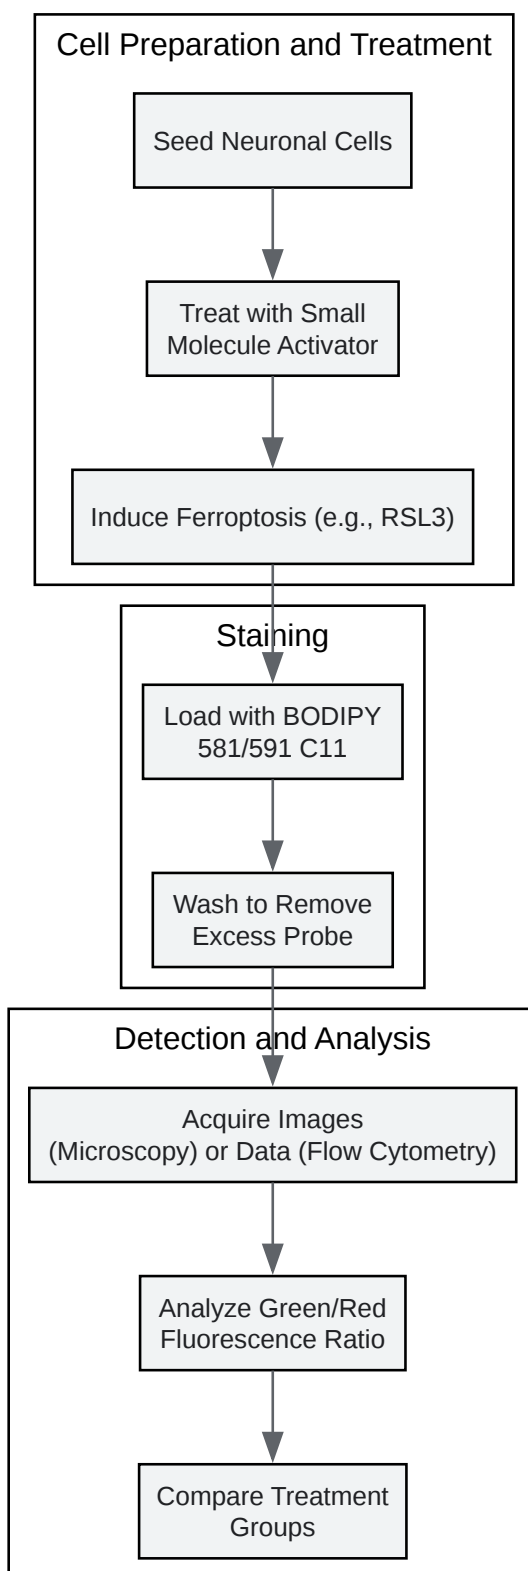 Cell Preparation and Treatment
Seed Neuronal Cells
Treat with Small
Molecule Activator
Induce Ferroptosis (e.g., RSL3)
Staining
Load with BODIPY
581/591 C11
Wash to Remove
Excess Probe
Detection and Analysis
Acquire Images
(Microscopy) or Data (Flow Cytometry)
Analyze Green/Red
Fluorescence Ratio
Compare Treatment
Groups